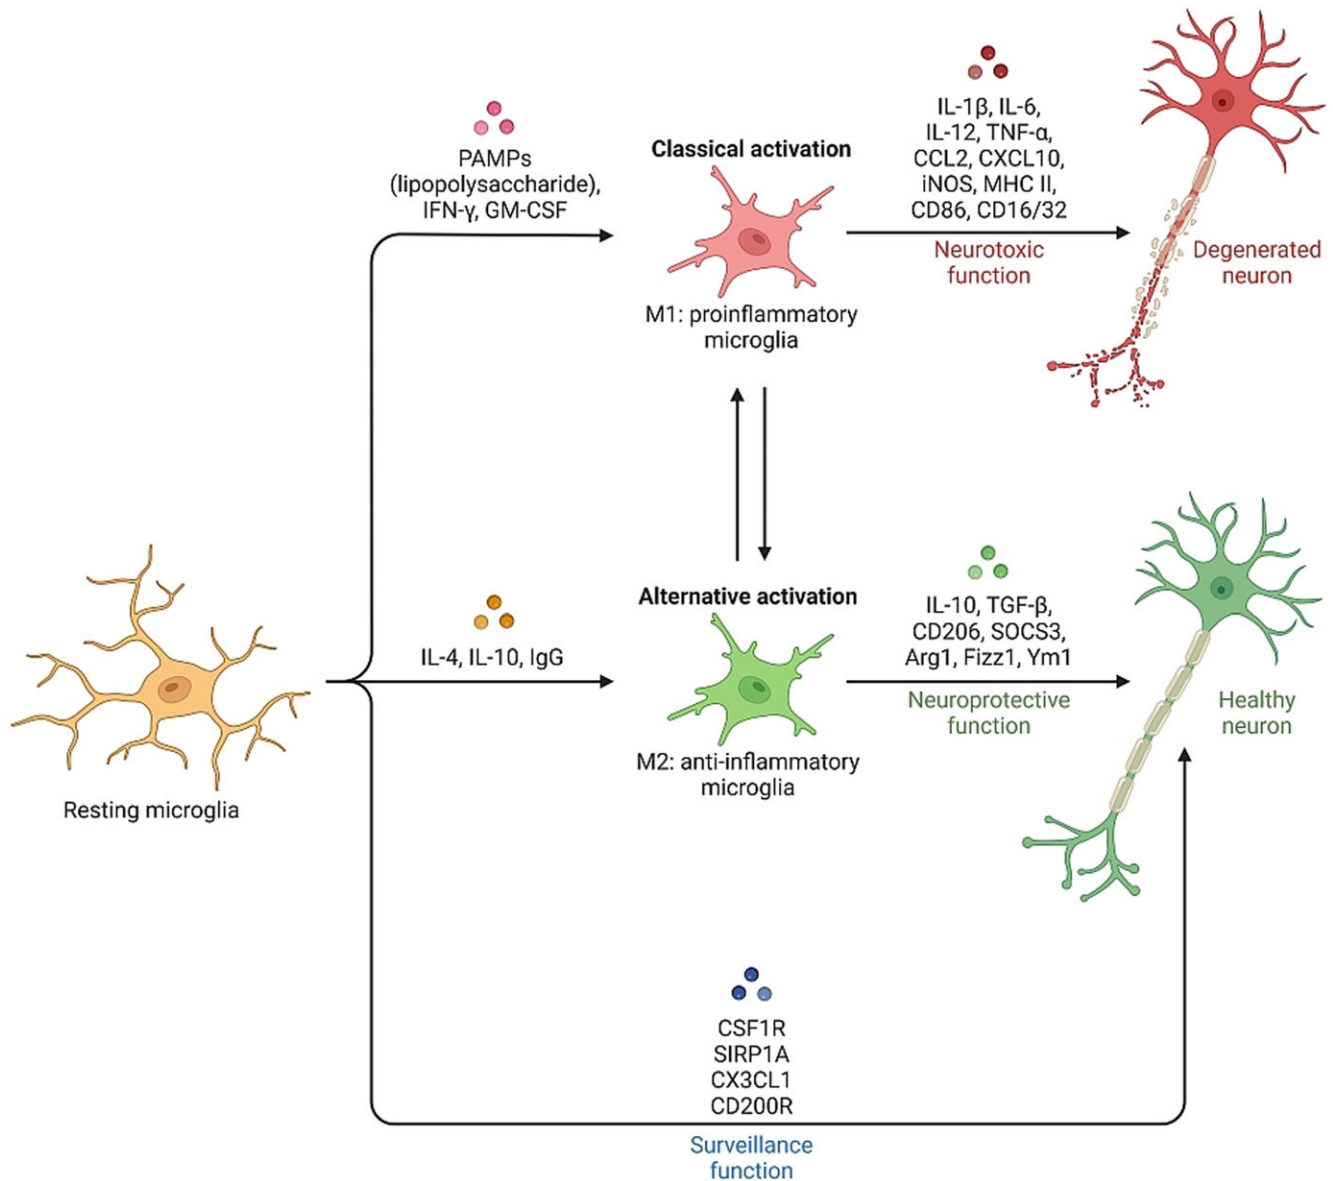 PAMPs
(lipopolysaccharide),
IFN-γ, GM-CSF
Classical activation
M1: proinflammatory
microglia
IL-1β, IL-6,
IL-12, TNF-α,
CCL2, CXCL10,
iNOS, MHC II,
CD86, CD16/32
Neurotoxic
function
Degenerated
neuron
Resting microglia
IL-4, IL-10, IgG
Alternative activation
M2: anti-inflammatory
microglia
IL-10, TGF-β,
CD206, SOCS3,
Arg1, Fizz1, Ym1
Neuroprotective
function
Healthy
neuron
CSF1R
SIRP1A
CX3CL1
CD200R
Surveillance
function